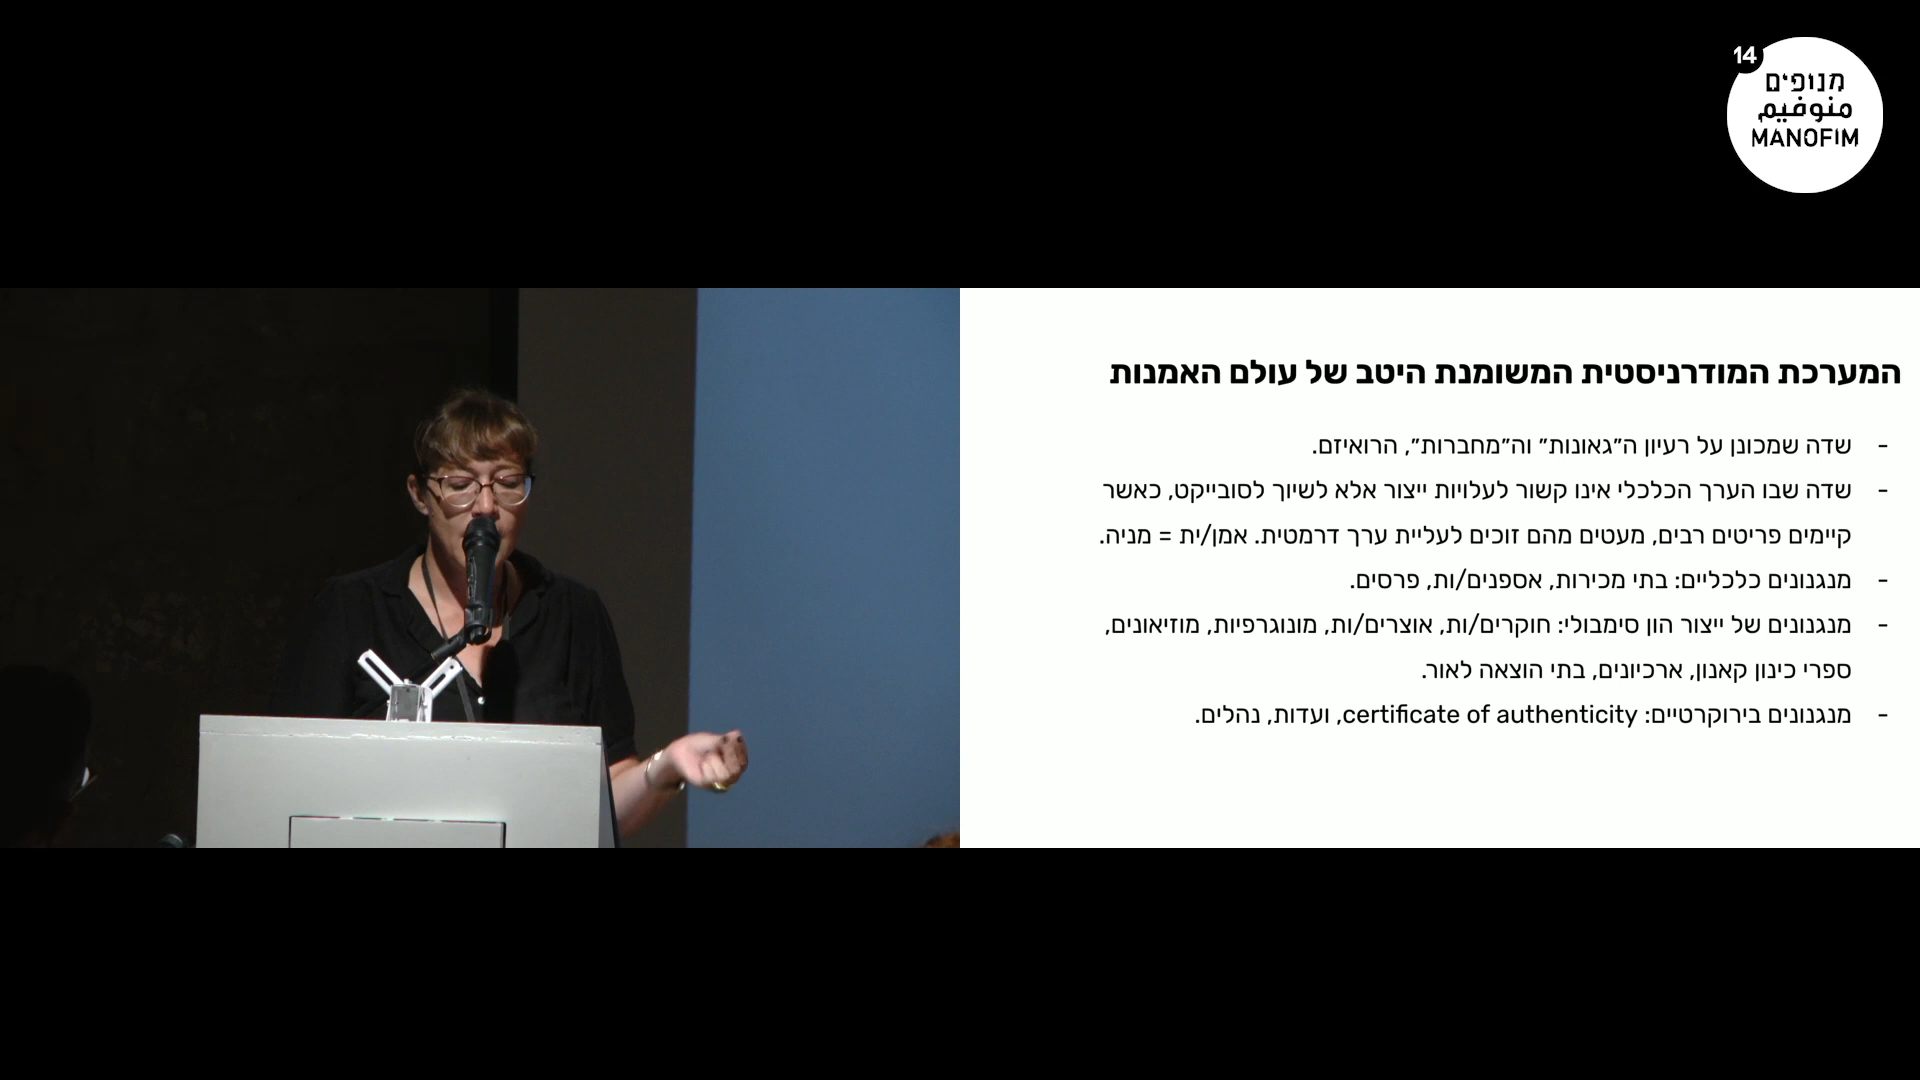 14
מנופים
منوفيم
MANOFIM
המערכת המודרניסטית המשומנת היטב של עולם האמנות
- שדה שמכונן על רעיון ה״גאונות״ וה״מחברות״, הרואיזם.
- שדה שבו הערך הכלכלי אינו קשור לעלויות ייצור אלא לשיוך לסובייקט, כאשר
קיימים פריטים רבים, מעטים מהם זוכים לעליית ערך דרמטית. אמן/ית = מניה.
- מנגנונים כלכליים: בתי מכירות, אספנים/ות, פרסים.
- מנגנונים של ייצור הון סימבולי: חוקרים/ות, אוצרים/ות, מונוגרפיות, מוזיאונים,
ספרי כינון קאנון, ארכיונים, בתי הוצאה לאור.
- מנגנונים בירוקרטיים: certificate of authenticity, ועדות, נהלים.